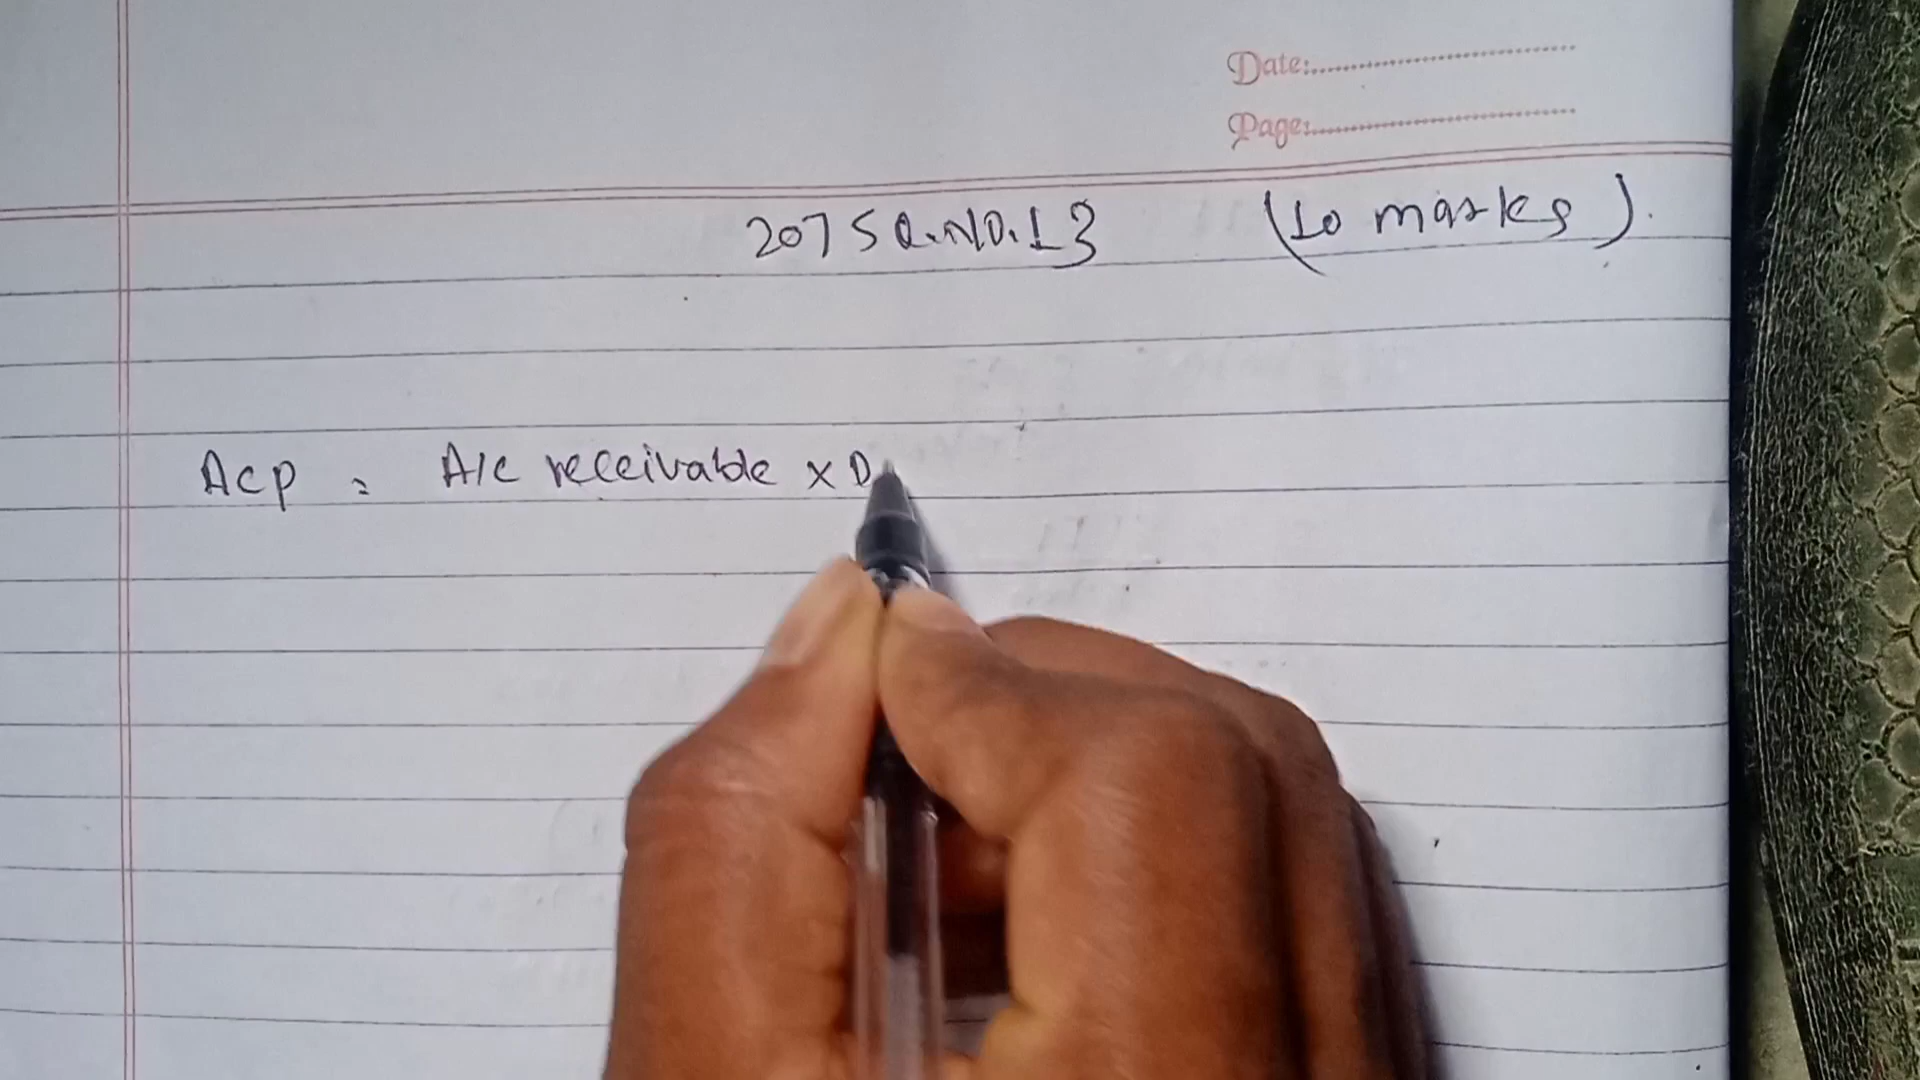 Date:
Page:
2075 Q.NO.13 (10 marks).
ACP = A/C receivable x D